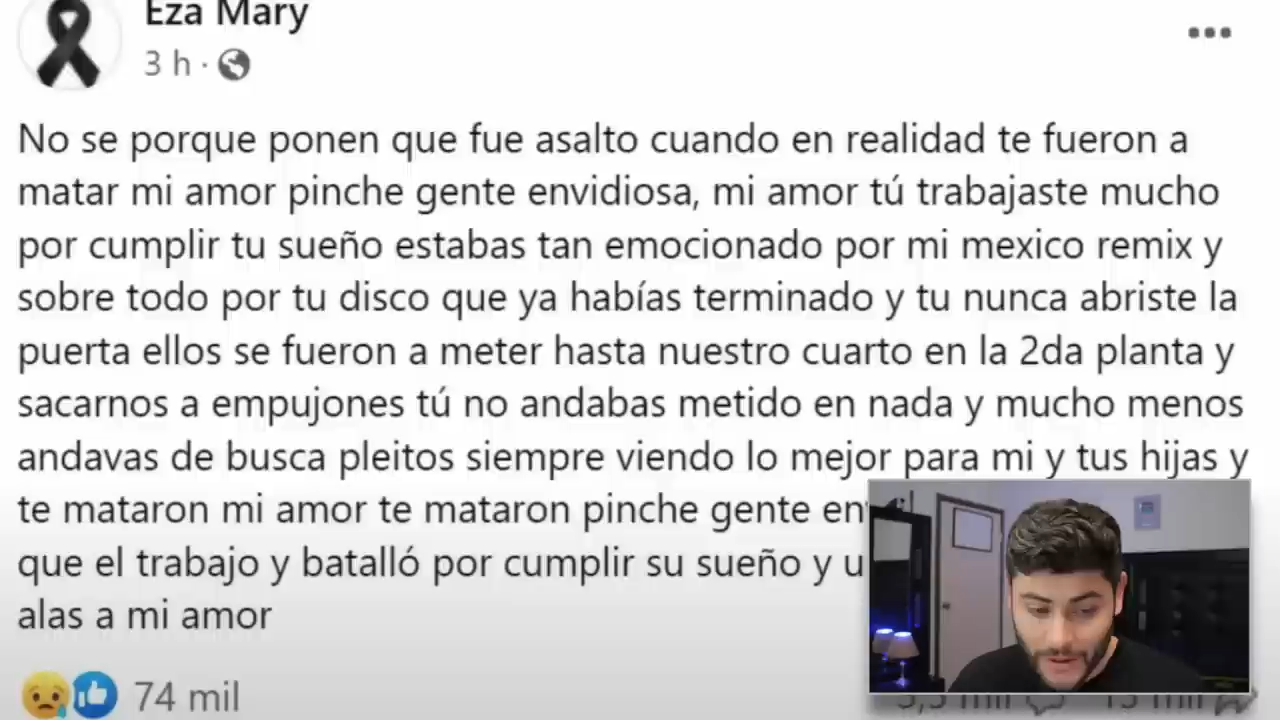 Eza Mary
3 h ·
No se porque ponen que fue asalto cuando en realidad te fueron a
matar mi amor pinche gente envidiosa, mi amor tú trabajaste mucho
por cumplir tu sueño estabas tan emocionado por mi mexico remix y
sobre todo por tu disco que ya habías terminado y tu nunca abriste la
puerta ellos se fueron a meter hasta nuestro cuarto en la 2da planta y
sacarnos a empujones tú no andabas metido en nada y mucho menos
andavas de busca pleitos siempre viendo lo mejor para mi y tus hijas y
te mataron mi amor te mataron pinche gente en
que el trabajo y batalló por cumplir su sueño y u
alas a mi amor
74 mil